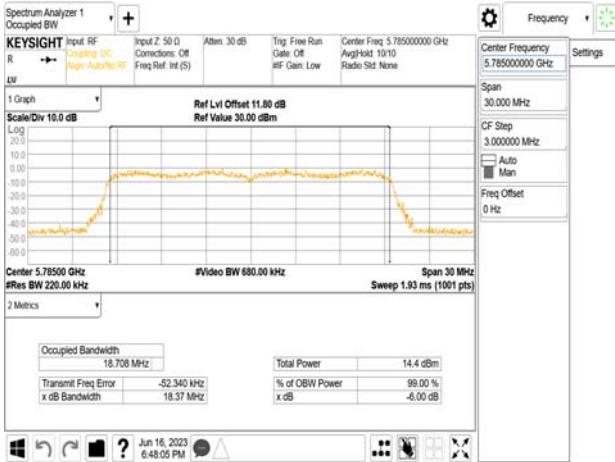 Spectrum Analyzer 1
Occupied BW
KEYSIGHT
R
Input: RF
Coupling: DC
Align: Auto/No RF
Input Z: 50 Ω
Corrections: Off
Freq Ref: Int (S)
Atten: 30 dB
Trig: Free Run
Gate: Off
#IF Gain: Low
Center Freq: 5.785000000 GHz
Avg|Hold: 10/10
Radio Std: None
1 Graph
Scale/Div 10.0 dB
Ref Lvl Offset 11.80 dB
Ref Value 30.00 dBm
Log
20.0
10.0
0.00
-10.0
-20.0
-30.0
-40.0
-50.0
-60.0
Center 5.78500 GHz
#Res BW 220.00 kHz
#Video BW 680.00 kHz
Span 30 MHz
Sweep 1.93 ms (1001 pts)
2 Metrics
Occupied Bandwidth
18.708 MHz
Total Power
14.4 dBm
Transmit Freq Error
-52.340 kHz
% of OBW Power
99.00 %
x dB Bandwidth
18.37 MHz
x dB
-6.00 dB
Jun 16, 2023
6:48:05 PM
Frequency
Settings
Center Frequency
5.785000000 GHz
Span
30.000 MHz
CF Step
3.000000 MHz
Auto
Man
Freq Offset
0 Hz